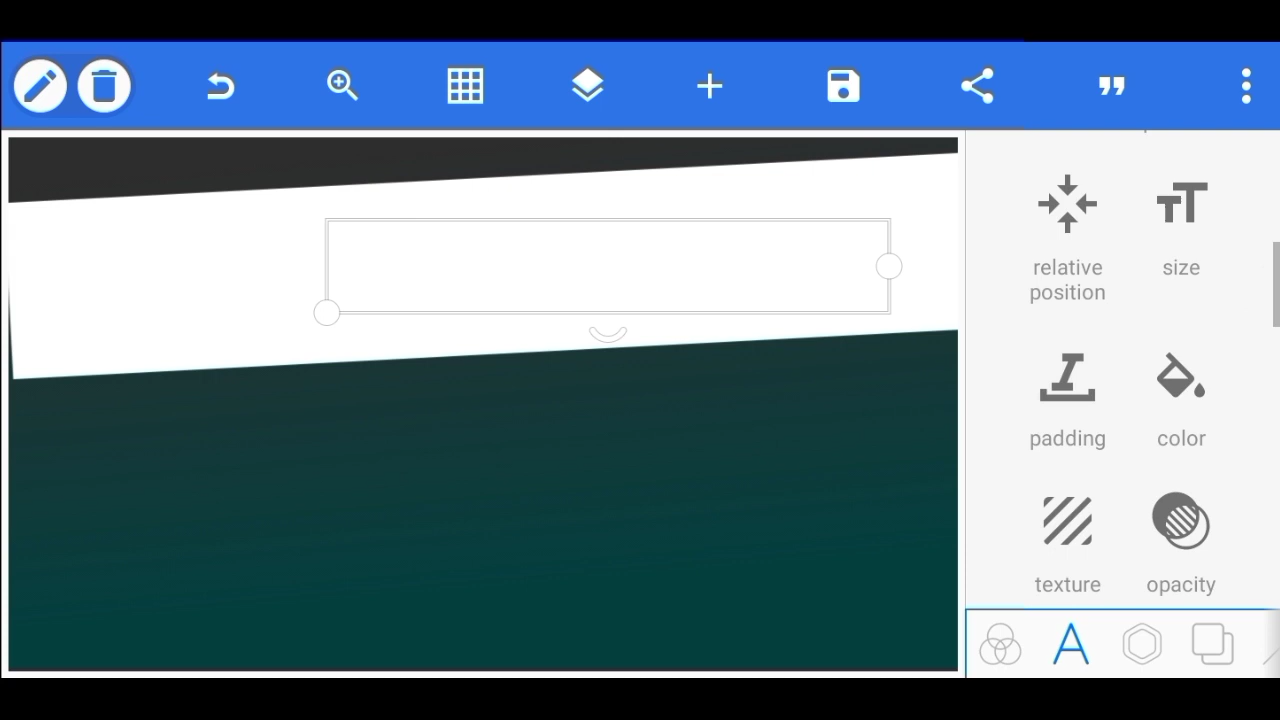 relative
position
size
padding
color
texture
opacity